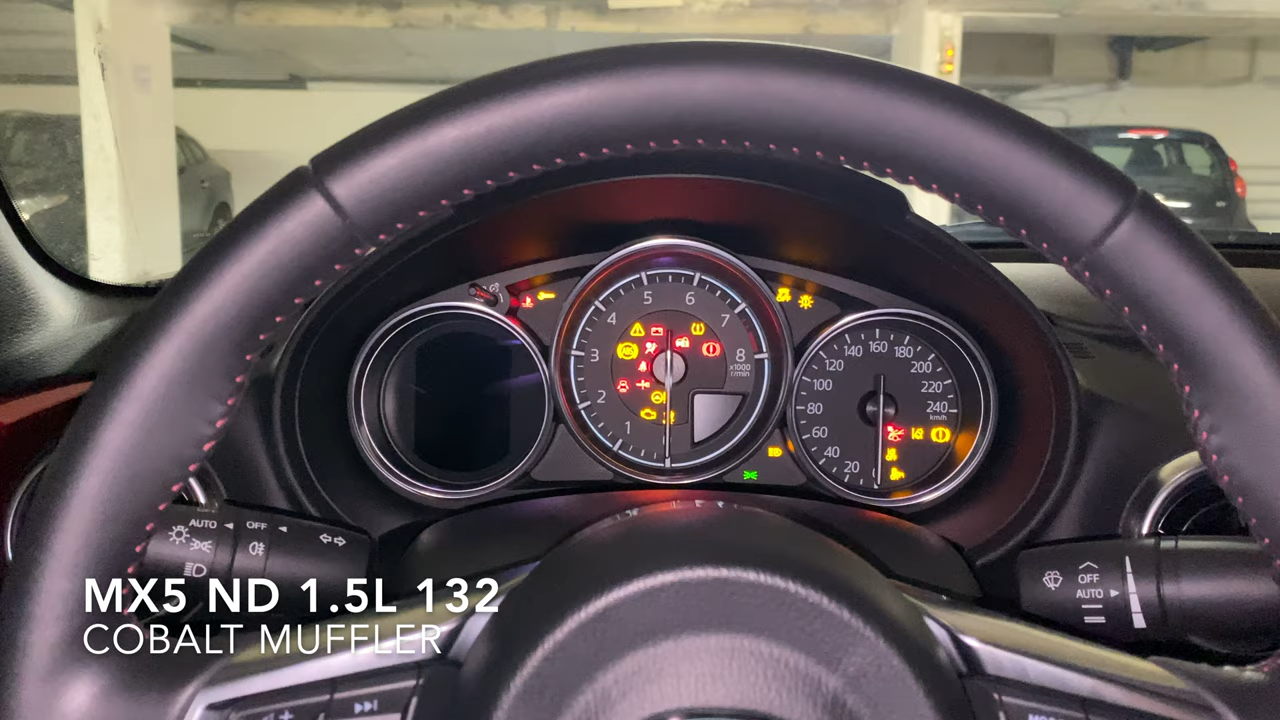 5 6
4 7
3 8
x1000
r/min
2
1
140 160 180
120 200
100 220
80 240
km/h
60
40
20
AUTO OFF
OFF
AUTO
MX5 ND 1.5L 132
COBALT MUFFLER